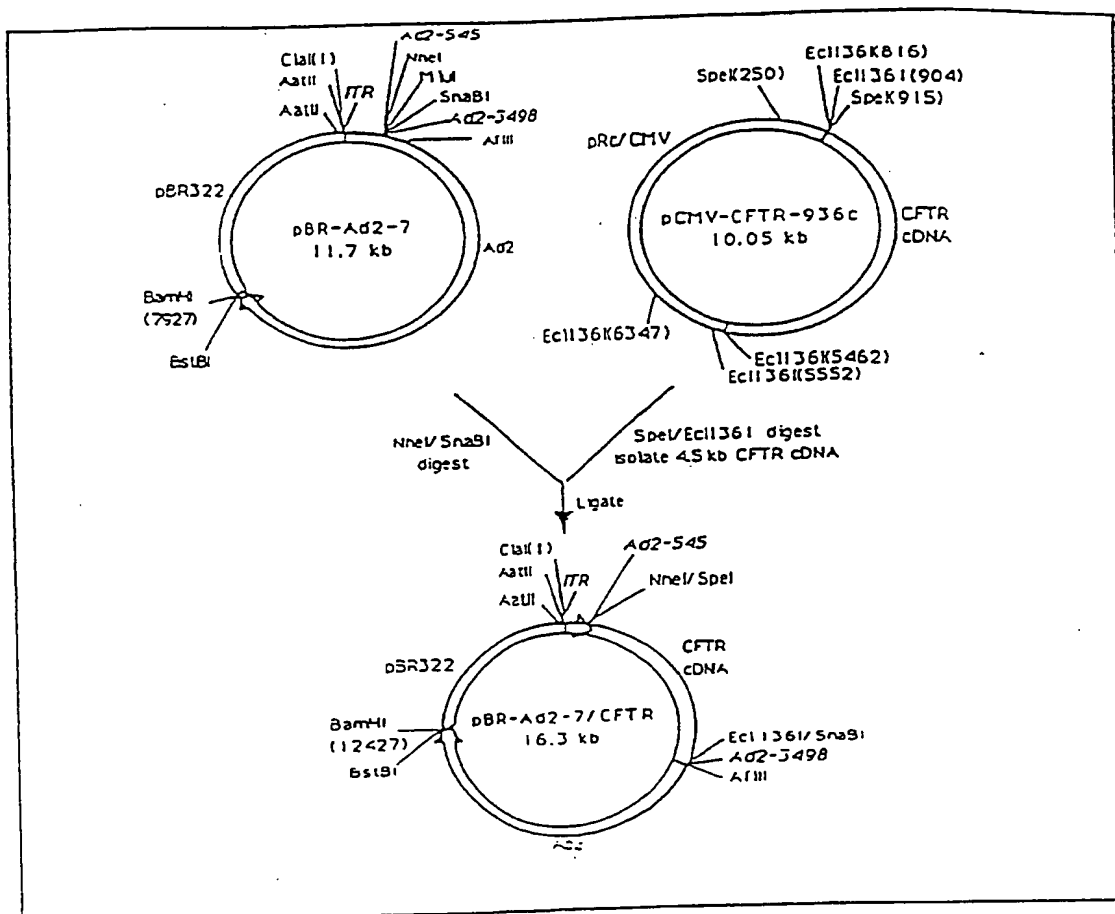 Ad2-545
ClaI(1)
NheI
MluI
AatII
ITR
SnaBI
AatII
Ad2-3498
AflII
pBR322
pBR-Ad2-7
11.7 kb
Ad2
BamHI
(7927)
BstBI
Ecl136I(816)
Ecl136I(904)
SpeI(250)
SpeI(915)
pRc/CMV
pCMV-CFTR-936c
10.05 kb
CFTR
cDNA
Ecl136I(6347)
Ecl136I(5462)
Ecl136I(5552)
NheI/SnaBI
digest
SpeI/Ecl136I digest
isolate 4.5 kb CFTR cDNA
Ligate
ClaI(1)
Ad2-545
AatII
ITR
NheI/SpeI
AatII
CFTR
cDNA
pBR322
pBR-Ad2-7/CFTR
16.3 kb
BamHI
(12427)
BstBI
Ecl136I/SnaBI
Ad2-3498
AflII